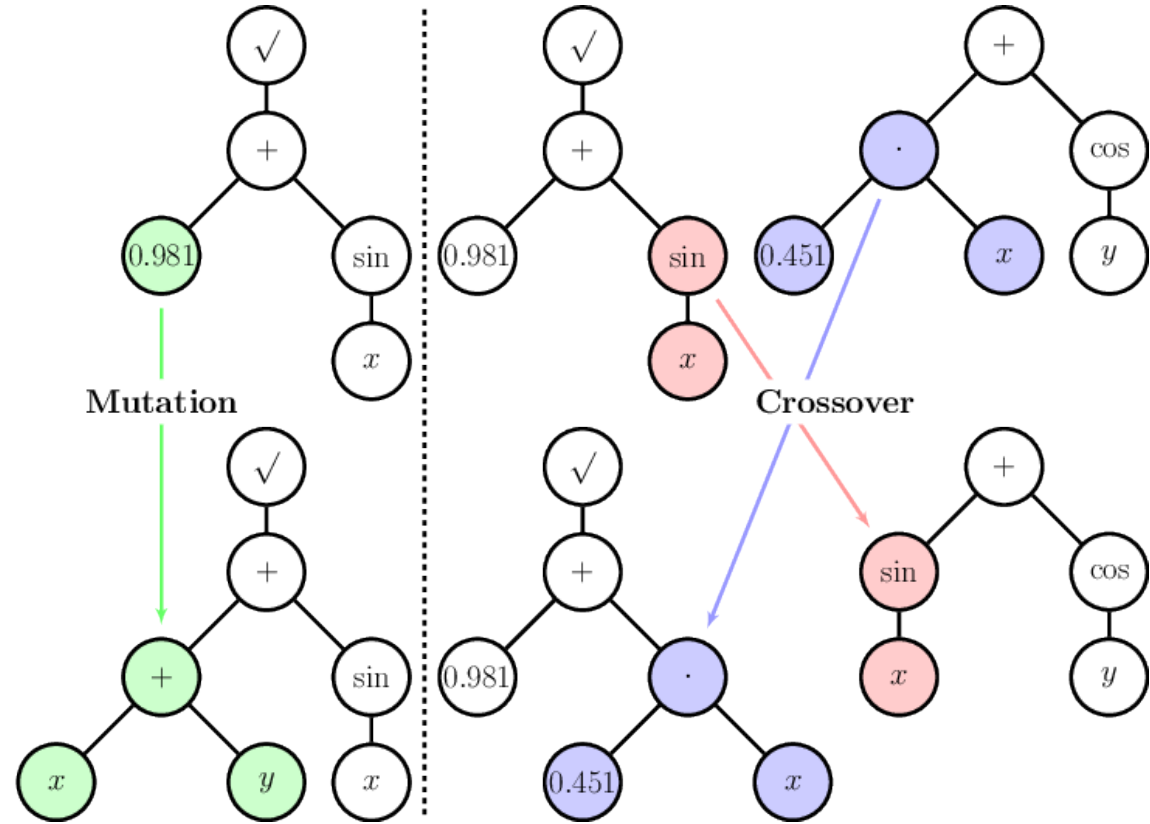 √ √ +
+ + · cos
0.981 sin 0.981 sin 0.451 x y
x x
Mutation Crossover
√ √ +
+ + sin cos
+ sin 0.981 · x y
x y x 0.451 x